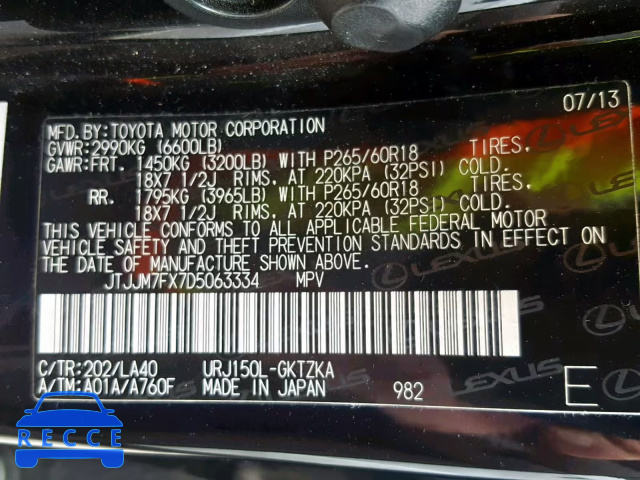 07/13
MFD. BY:TOYOTA MOTOR CORPORATION
GVWR:2990KG (6600LB)
GAWR:FRT. 1450KG (3200LB) WITH P265/60R18 TIRES,
18X7 1/2J RIMS, AT 220KPA (32PSI) COLD.
RR. 1795KG (3965LB) WITH P265/60R18 TIRES,
18X7 1/2J RIMS, AT 220KPA (32PSI) COLD.
THIS VEHICLE CONFORMS TO ALL APPLICABLE FEDERAL MOTOR
VEHICLE SAFETY AND THEFT PREVENTION STANDARDS IN EFFECT ON
THE DATE OF MANUFACTURE SHOWN ABOVE.
JTJJM7FX7D5063334 MPV
C/TR:202/LA40 URJ150L-GKTZKA
A/TM:A01A/A760F MADE IN JAPAN 982 E
LEXUS
LEXUS
RECCE